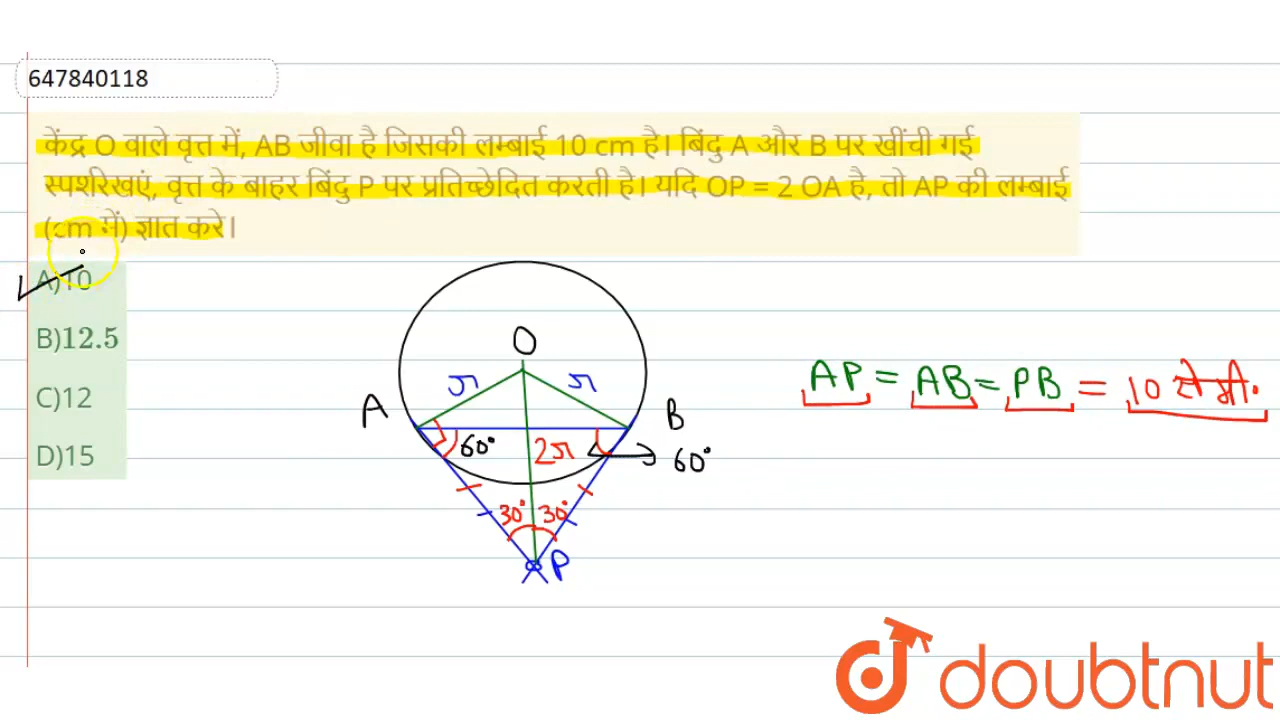 647840118
केंद्र O वाले वृत्त में, AB जीवा है जिसकी लम्बाई 10 cm है। बिंदु A और B पर खींची गई
स्पर्शरेखाएं, वृत्त के बाहर बिंदु P पर प्रतिच्छेदित करती है। यदि OP = 2 OA है, तो AP की लम्बाई
(cm में) ज्ञात करे।
A)10
B)12.5
C)12
D)15
O
r r
A B
60° 2r 60°
30° 30°
P
AP = AB = PB = 10 से मी.
doubtnut